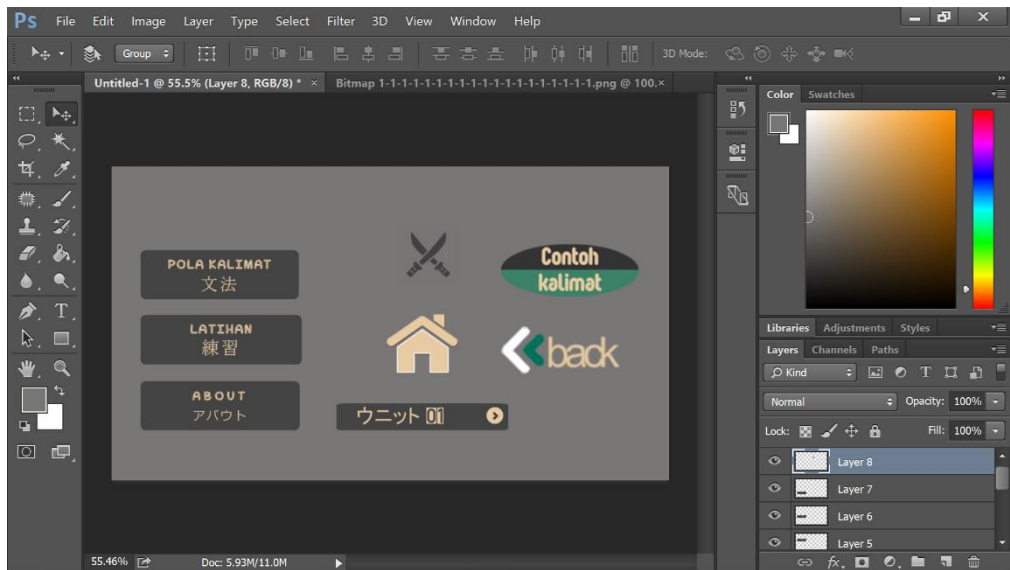 Ps File Edit Image Layer Type Select Filter 3D View Window Help
Group 3D Mode:
Untitled-1 @ 55.5% (Layer 8, RGB/8) * × Bitmap 1-1-1-1-1-1-1-1-1-1-1-1-1-1-1-1-1-1-1.png @ 100. ×
Color Swatches
POLA KALIMAT
文法
LATIHAN
練習
ABOUT
アバウト
Contoh
kalimat
back
ウニット 01
Libraries Adjustments Styles
Layers Channels Paths
Kind
Normal Opacity: 100%
Lock: Fill: 100%
Layer 8
Layer 7
Layer 6
Layer 5
fx
55.46% Doc: 5.93M/11.0M